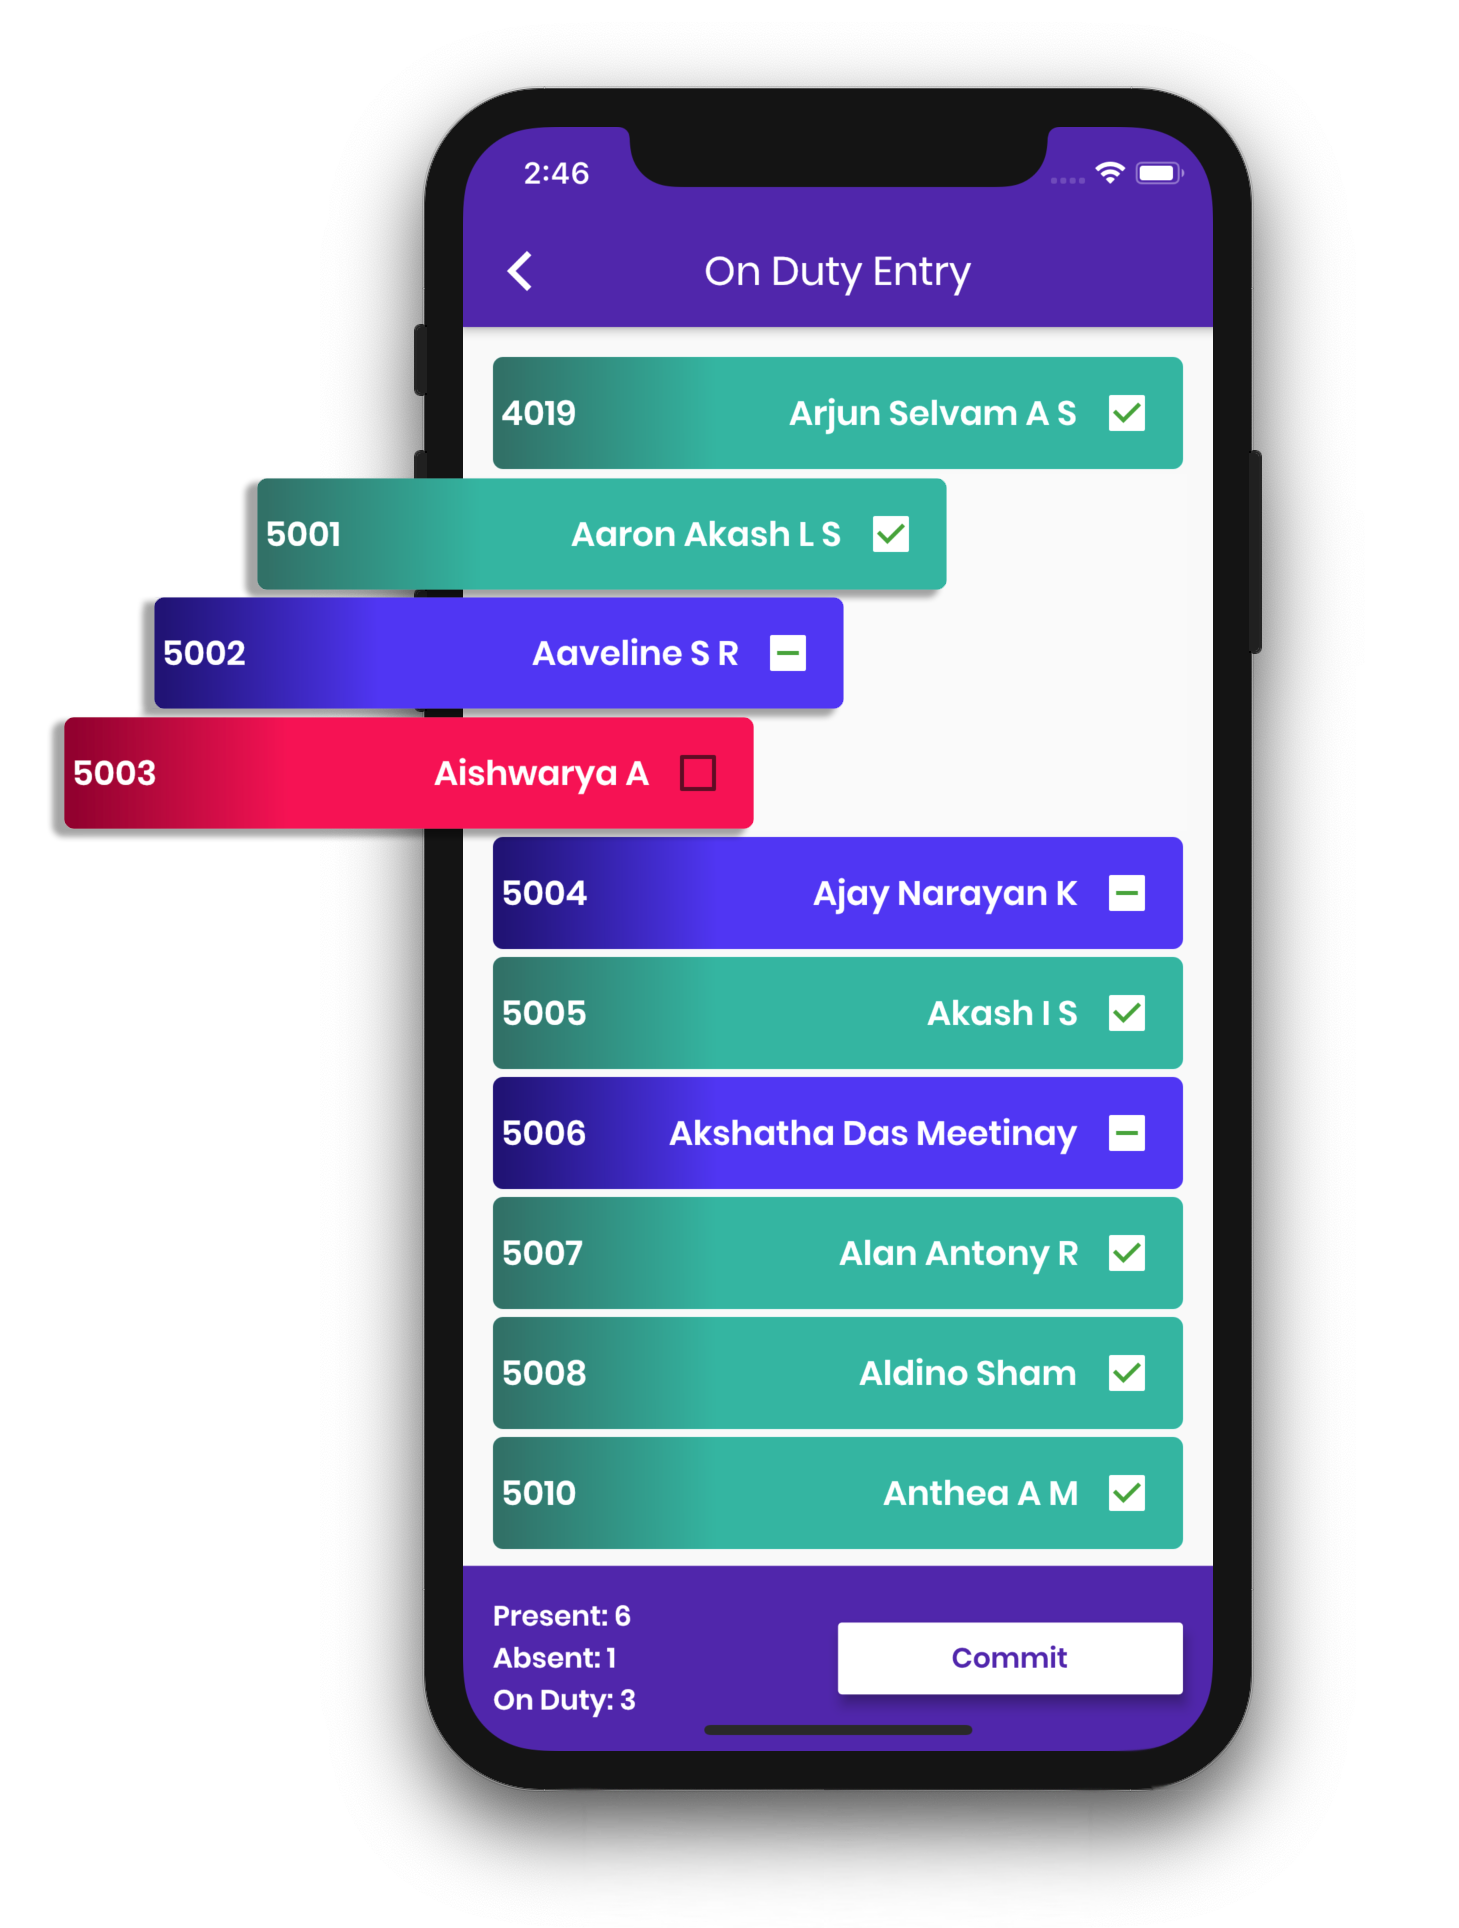 2:46
On Duty Entry
4019 Arjun Selvam A S
5001 Aaron Akash L S
5002 Aaveline S R
5003 Aishwarya A
5004 Ajay Narayan K
5005 Akash I S
5006 Akshatha Das Meetinay
5007 Alan Antony R
5008 Aldino Sham
5010 Anthea A M
Present: 6
Absent: 1
On Duty: 3
Commit